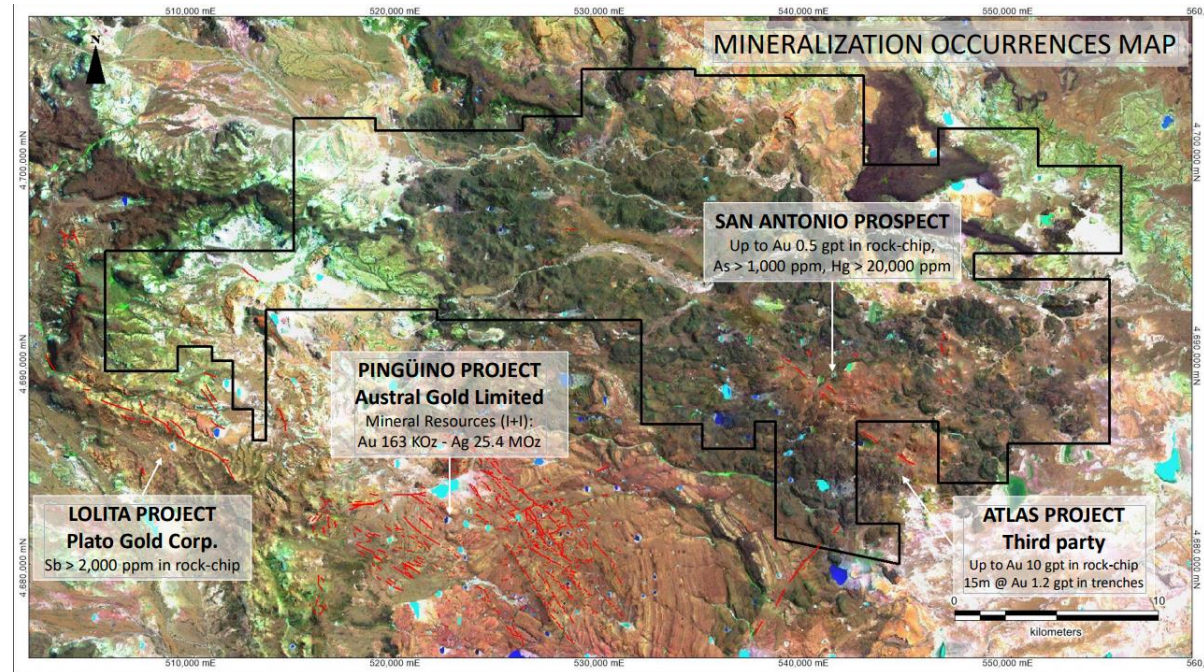 510,000 mE
520,000 mE
530,000 mE
540,000 mE
550,000 mE
N
MINERALIZATION OCCURRENCES MAP
4,700,000 mN
4,700,000 mN
SAN ANTONIO PROSPECT
Up to Au 0.5 gpt in rock-chip,
As > 1,000 ppm, Hg > 20,000 ppm
4,690,000 mN
4,690,000 mN
PINGÜINO PROJECT
Austral Gold Limited
Mineral Resources (I+I):
Au 163 KOz - Ag 25.4 MOz
LOLITA PROJECT
Plato Gold Corp.
Sb > 2,000 ppm in rock-chip
ATLAS PROJECT
Third party
Up to Au 10 gpt in rock-chip
15m @ Au 1.2 gpt in trenches
4,680,000 mN
4,680,000 mN
0 10
kilometers
510,000 mE
520,000 mE
530,000 mE
540,000 mE
550,000 mE